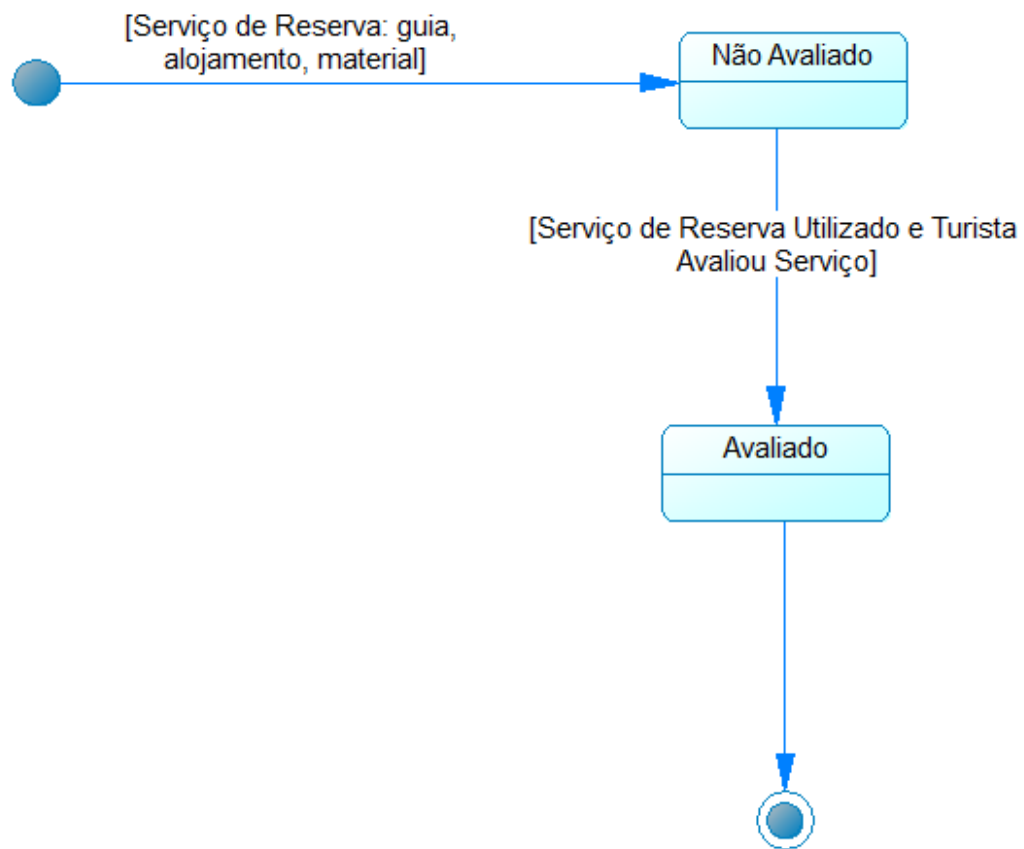 [Serviço de Reserva: guia,
alojamento, material]
Não Avaliado
[Serviço de Reserva Utilizado e Turista
Avaliou Serviço]
Avaliado